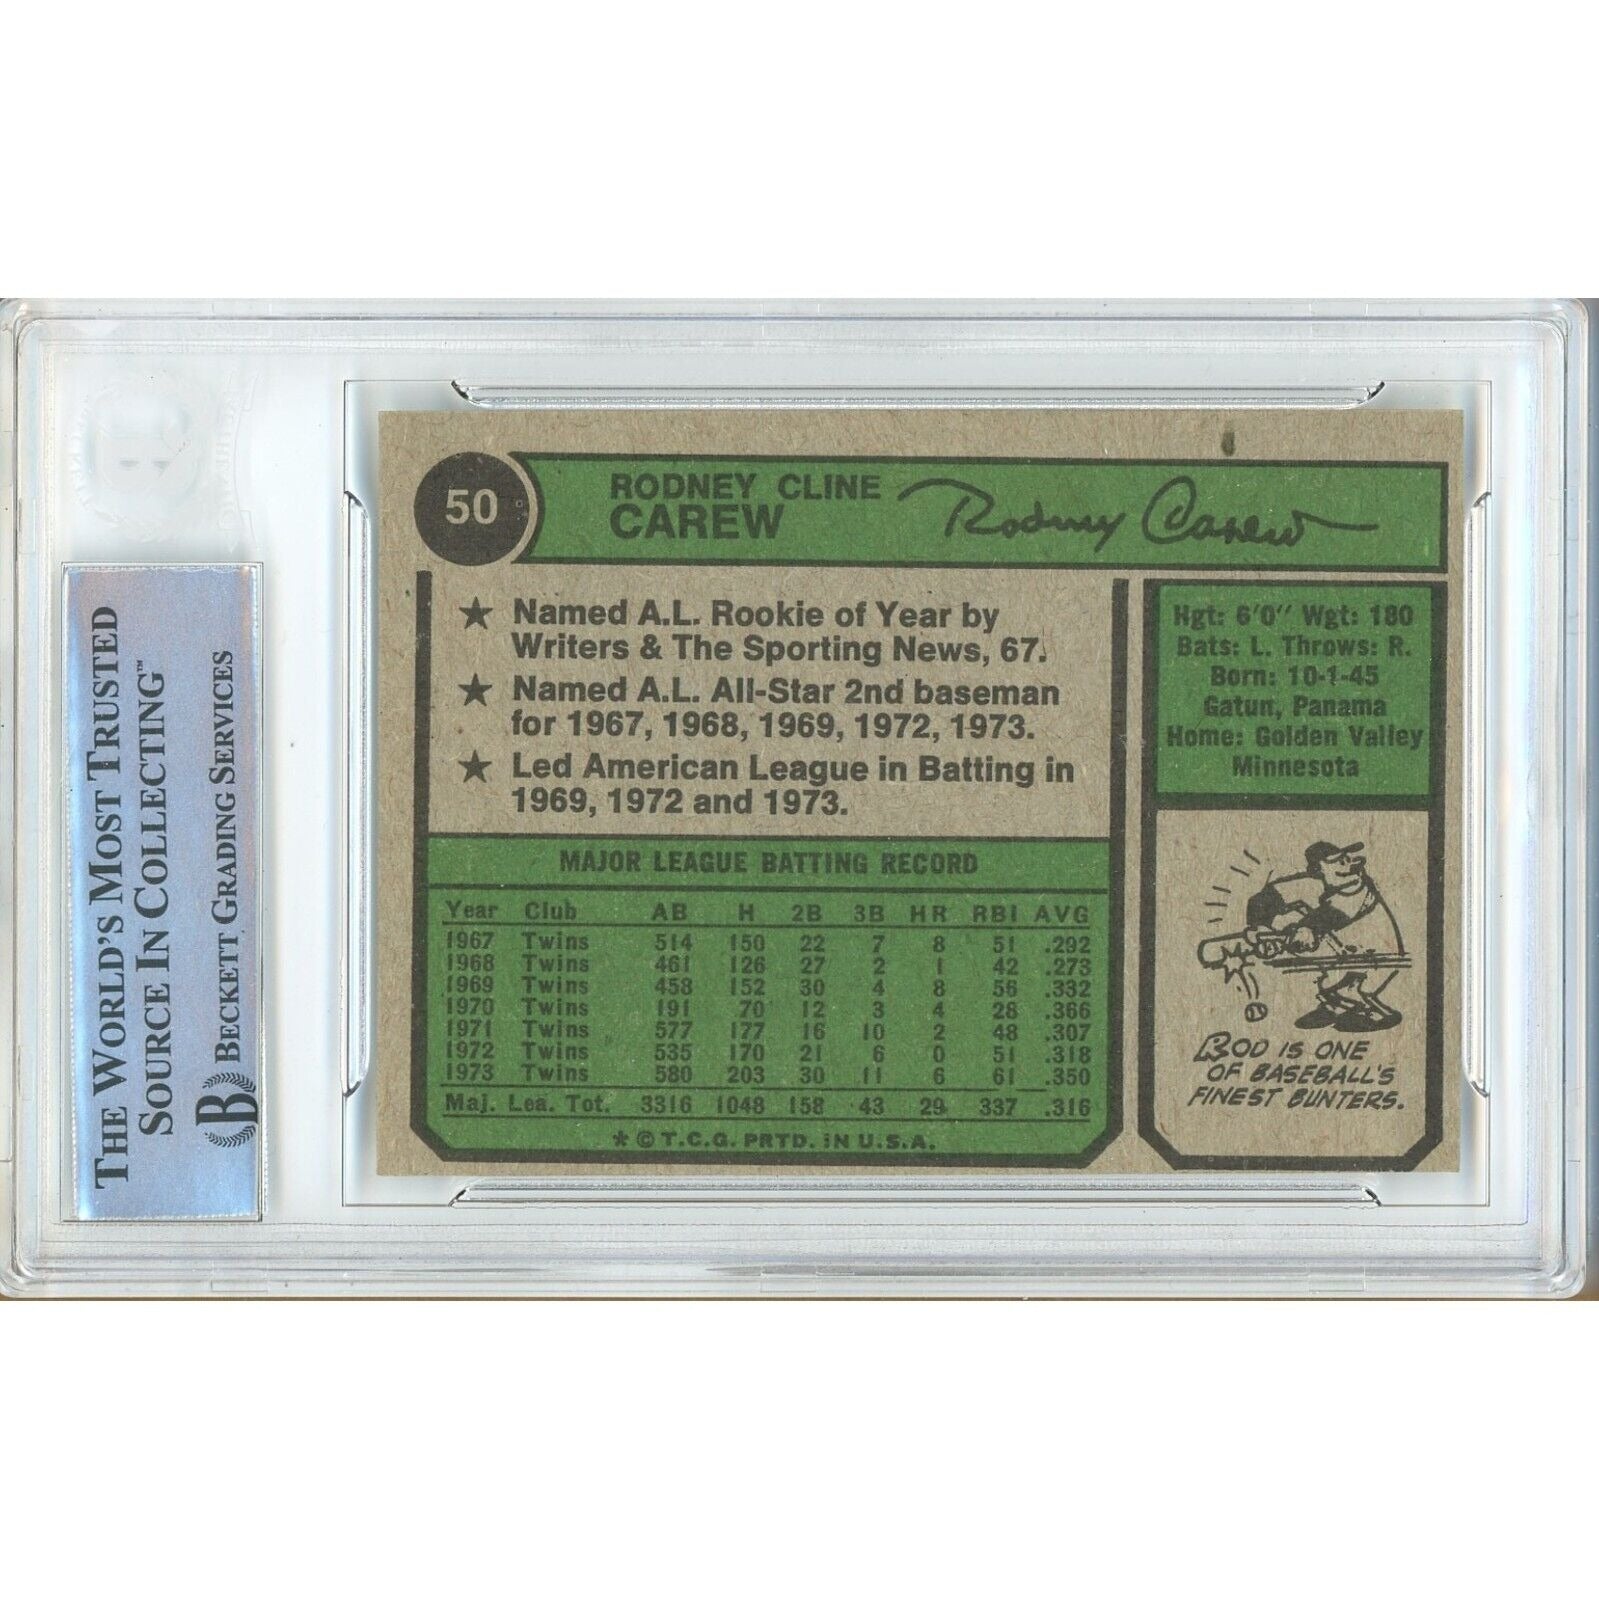 THE WORLD'S MOST TRUSTED
SOURCE IN COLLECTING™
B BECKETT GRADING SERVICES
50
RODNEY CLINE
CAREW
Rodney Carew
★ Named A.L. Rookie of Year by
Writers & The Sporting News, 67.
★ Named A.L. All-Star 2nd baseman
for 1967, 1968, 1969, 1972, 1973.
★ Led American League in Batting in
1969, 1972 and 1973.
MAJOR LEAGUE BATTING RECORD
Year Club AB H 2B 3B HR RBI AVG
1967 Twins 514 150 22 7 8 51 .292
1968 Twins 461 126 27 2 1 42 .273
1969 Twins 458 152 30 4 8 56 .332
1970 Twins 191 70 12 3 4 28 .366
1971 Twins 577 177 16 10 2 48 .307
1972 Twins 535 170 21 6 0 51 .318
1973 Twins 580 203 30 11 6 61 .350
Maj. Lea. Tot. 3316 1048 158 43 29 337 .316
* © T.C.G. PRTD. IN U.S.A.
Hgt: 6'0" Wgt: 180
Bats: L. Throws: R.
Born: 10-1-45
Gatun, Panama
Home: Golden Valley
Minnesota
ROD IS ONE
OF BASEBALL'S
FINEST BUNTERS.